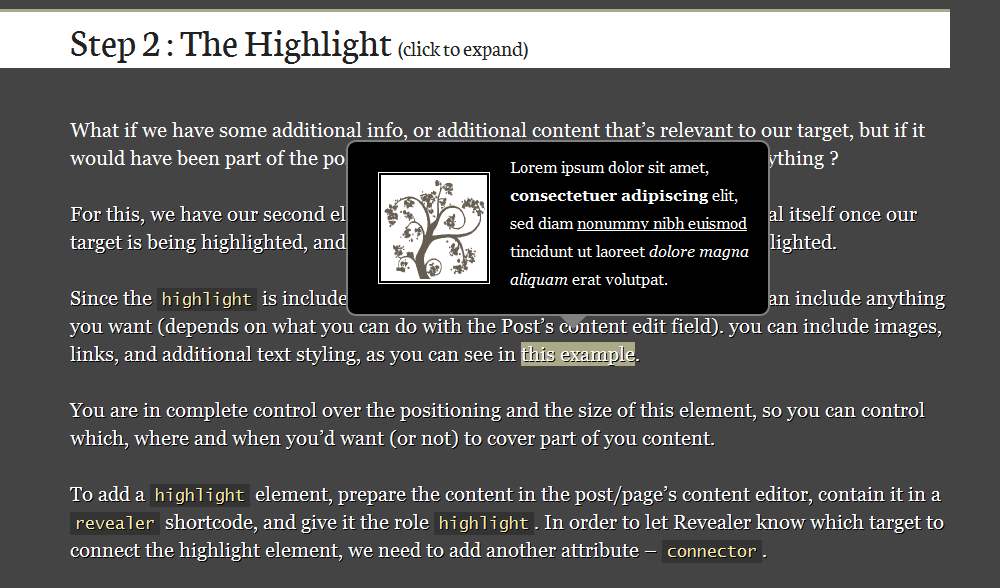 Step 2 : The Highlight (click to expand)
What if we have some additional info, or additional content that’s relevant to our target, but if it
would have been part of the po ything ?
For this, we have our second el al itself once our
target is being highlighted, and lighted.
Lorem ipsum dolor sit amet,
consectetuer adipiscing elit,
sed diam nonummy nibh euismod
tincidunt ut laoreet dolore magna
aliquam erat volutpat.
Since the highlight is include an include anything
you want (depends on what you can do with the Post’s content edit field). you can include images,
links, and additional text styling, as you can see in this example.
You are in complete control over the positioning and the size of this element, so you can control
which, where and when you’d want (or not) to cover part of you content.
To add a highlight element, prepare the content in the post/page’s content editor, contain it in a
revealer shortcode, and give it the role highlight. In order to let Revealer know which target to
connect the highlight element, we need to add another attribute – connector.